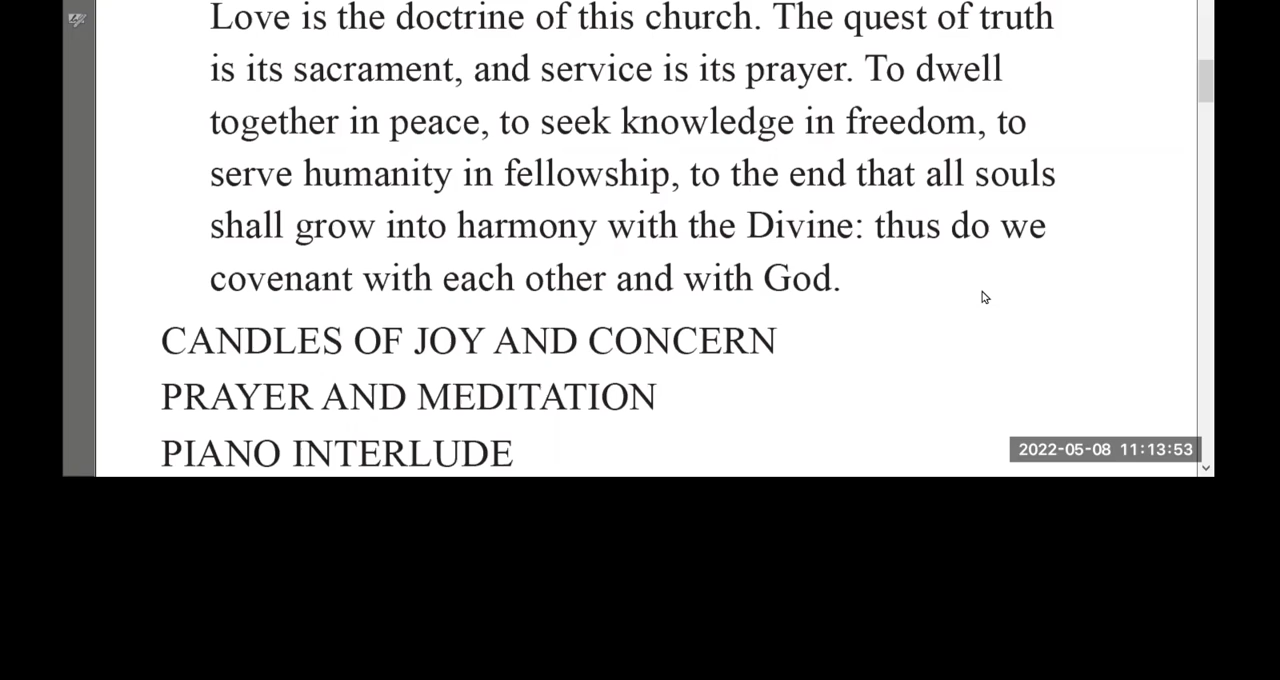 Love is the doctrine of this church. The quest of truth
is its sacrament, and service is its prayer. To dwell
together in peace, to seek knowledge in freedom, to
serve humanity in fellowship, to the end that all souls
shall grow into harmony with the Divine: thus do we
covenant with each other and with God.
CANDLES OF JOY AND CONCERN
PRAYER AND MEDITATION
PIANO INTERLUDE
2022-05-08 11:13:53